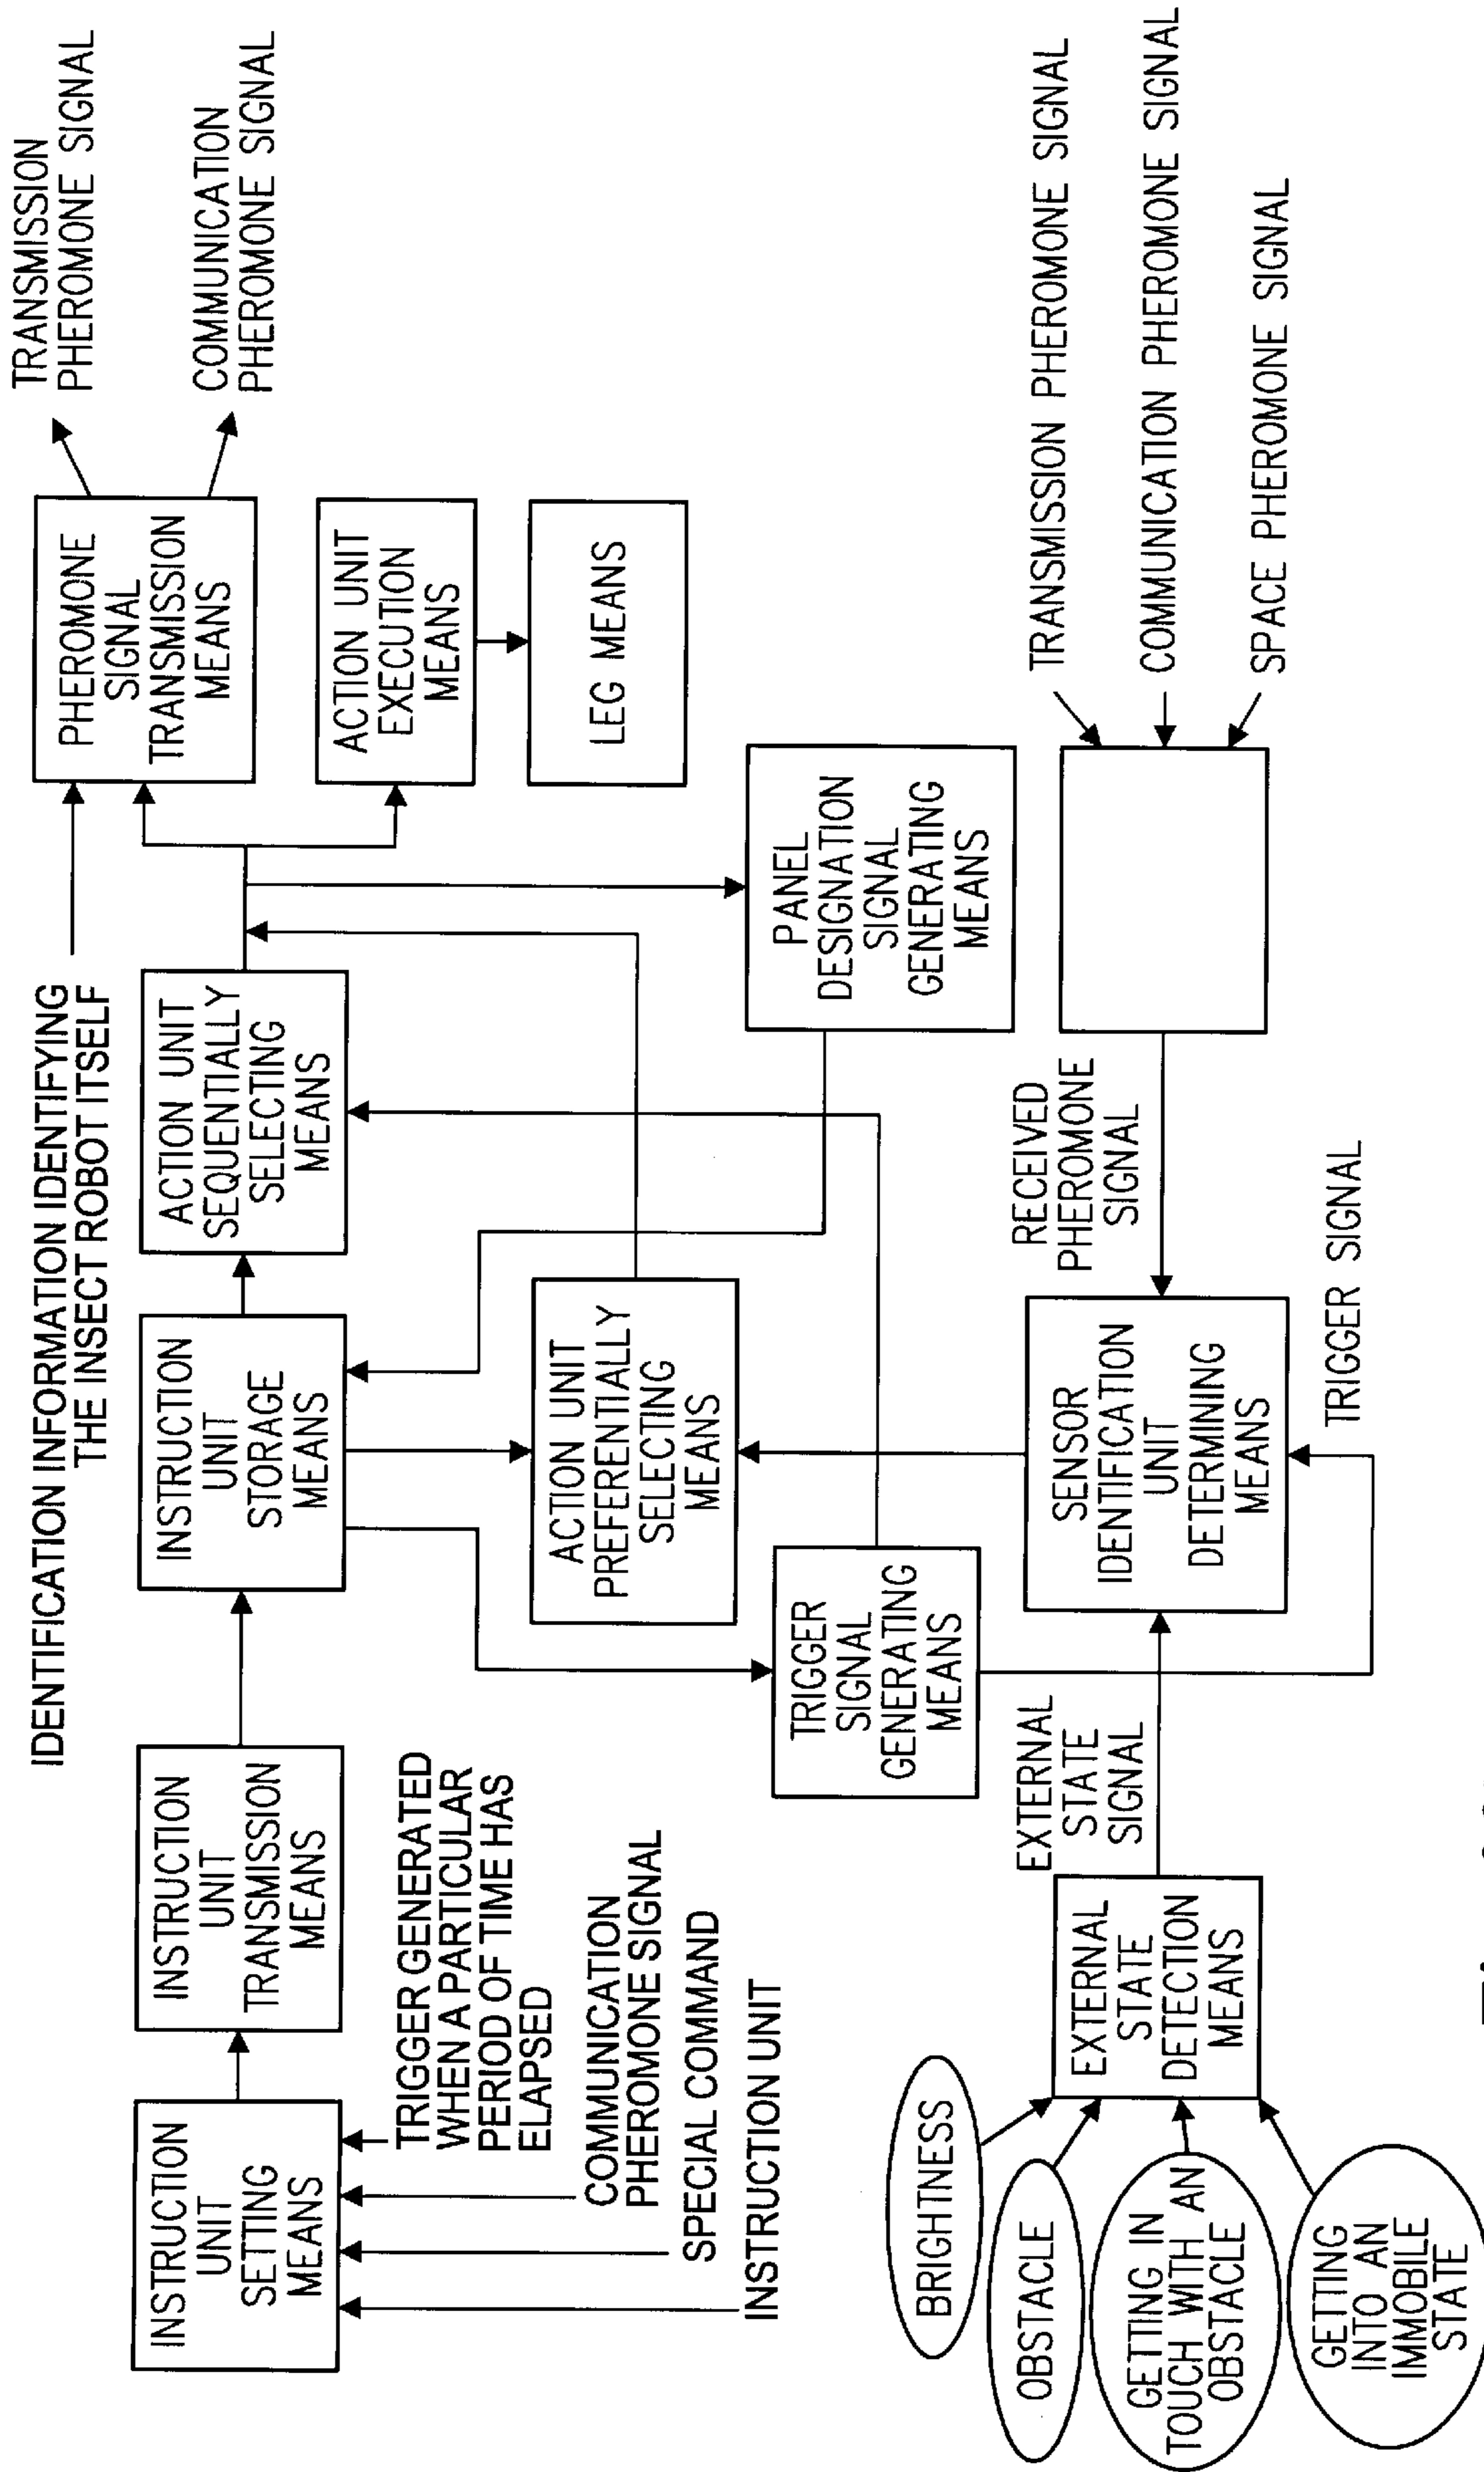 TRANSMISSION
PHEROMONE SIGNAL
COMMUNICATION
PHEROMONE SIGNAL
IDENTIFICATION INFORMATION IDENTIFYING
THE INSECT ROBOT ITSELF
INSTRUCTION
UNIT
SETTING
MEANS
INSTRUCTION
UNIT
TRANSMISSION
MEANS
INSTRUCTION
UNIT
STORAGE
MEANS
ACTION UNIT
SEQUENTIALLY
SELECTING
MEANS
PHEROMONE
SIGNAL
TRANSMISSION
MEANS
ACTION UNIT
EXECUTION
MEANS
LEG MEANS
TRIGGER GENERATED
WHEN A PARTICULAR
PERIOD OF TIME HAS
ELAPSED
COMMUNICATION
PHEROMONE SIGNAL
SPECIAL COMMAND
INSTRUCTION UNIT
ACTION UNIT
PREFERENTIALLY
SELECTING
MEANS
TRIGGER
SIGNAL
GENERATING
MEANS
PANEL
DESIGNATION
SIGNAL
GENERATING
MEANS
BRIGHTNESS
OBSTACLE
GETTING IN
TOUCH WITH AN
OBSTACLE
GETTING
INTO AN
IMMOBILE
STATE
EXTERNAL
STATE
DETECTION
MEANS
EXTERNAL
STATE
SIGNAL
SENSOR
IDENTIFICATION
UNIT
DETERMINING
MEANS
RECEIVED
PHEROMONE
SIGNAL
TRIGGER SIGNAL
TRANSMISSION PHEROMONE SIGNAL
COMMUNICATION PHEROMONE SIGNAL
SPACE PHEROMONE SIGNAL